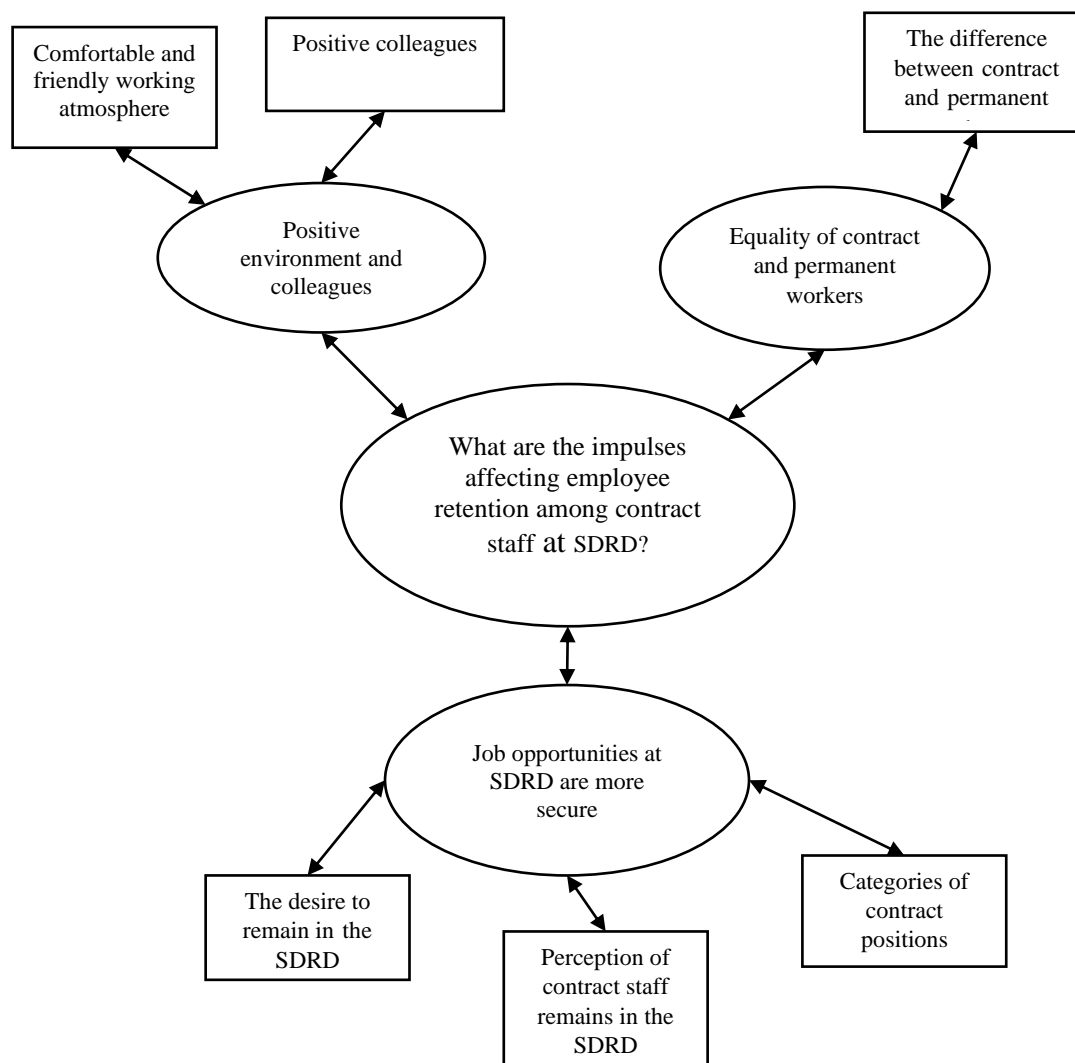 Comfortable and
friendly working
atmosphere
Positive colleagues
The difference
between contract
and permanent
Positive
environment and
colleagues
Equality of contract
and permanent
workers
What are the impulses
affecting employee
retention among contract
staff at SDRD?
Job opportunities at
SDRD are more
secure
The desire to
remain in the
SDRD
Perception of
contract staff
remains in the
SDRD
Categories of
contract
positions